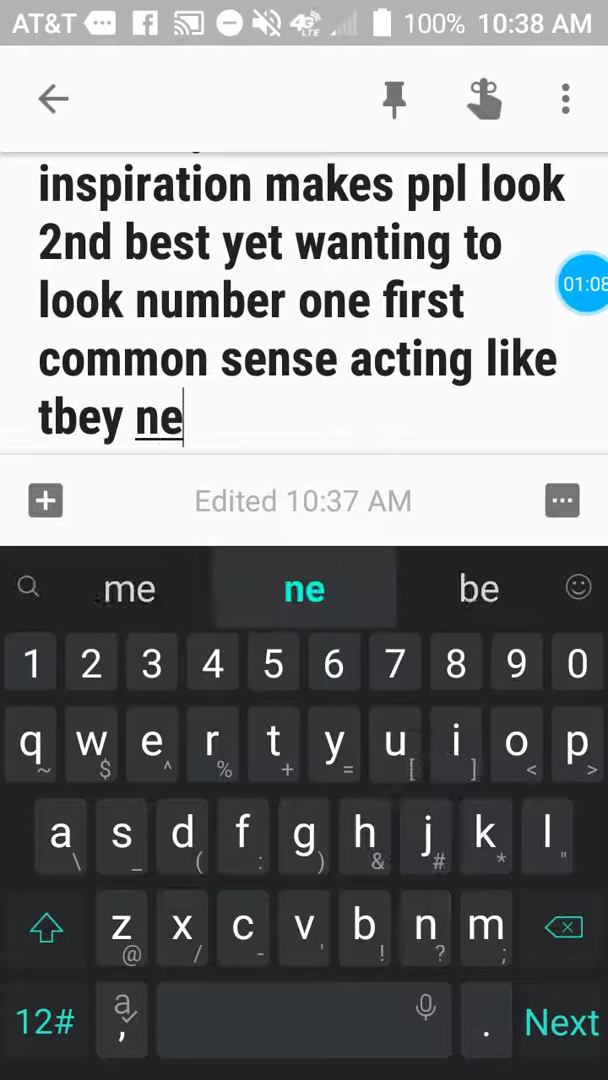 AT&T 4G LTE 100% 10:38 AM
inspiration makes ppl look
2nd best yet wanting to
look number one first
01:08
common sense acting like
tbey ne
Edited 10:37 AM
me ne be
1 2 3 4 5 6 7 8 9 0
q w e r t y u i o p
~ $ ^ % + = [ ] < >
a s d f g h j k l
\ _ ( : ) & # * "
z x c v b n m
@ / - ' ! ? ;
12# a , . Next